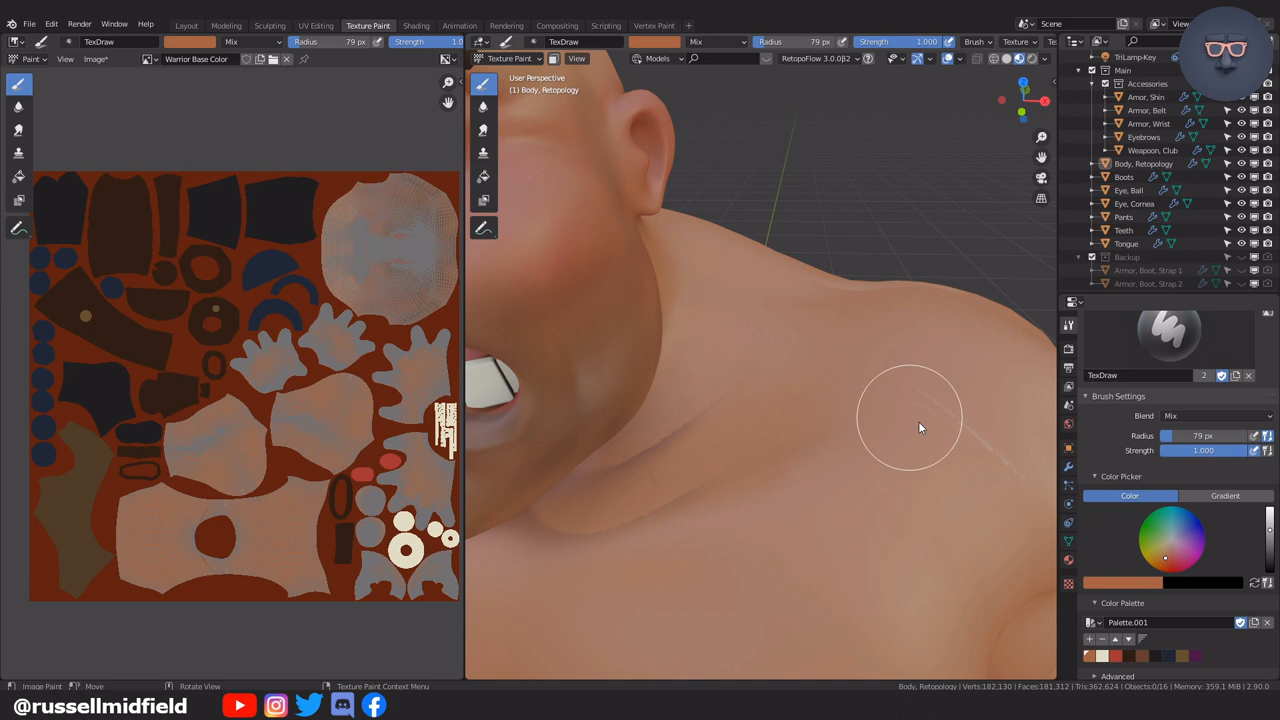 File Edit Render Window Help Layout Modeling Sculpting UV Editing Texture Paint Shading Animation Rendering Compositing Scripting Vertex Paint + Scene
TexDraw Mix Radius 79 px Strength 1.0 TexDraw Mix Radius 79 px Strength 1.000 Brush Texture
Paint View Image* Warrior Base Color Texture Paint View Models RetopoFlow 3.0.0β2
User Perspective
(1) Body, Retopology
TriLamp-Key
Main
Accessories
Armor, Shin
Armor, Belt
Armor, Wrist
Eyebrows
Weapon, Club
Body, Retopology
Boots
Eye, Ball
Eye, Cornea
Pants
Teeth
Tongue
Backup
Armor, Boot, Strap 1
Armor, Boot, Strap 2
TexDraw 2
Brush Settings
Blend Mix
Radius 79 px
Strength 1.000
Color Picker
Color Gradient
Color Palette
Palette.001
Advanced
Image Paint Move Rotate View Texture Paint Context Menu Body, Retopology | Verts:182,130 | Faces:181,312 | Tris:362,624 | Objects:0/16 | Memory: 359.1 MiB | 2.90.0
@russellmidfield